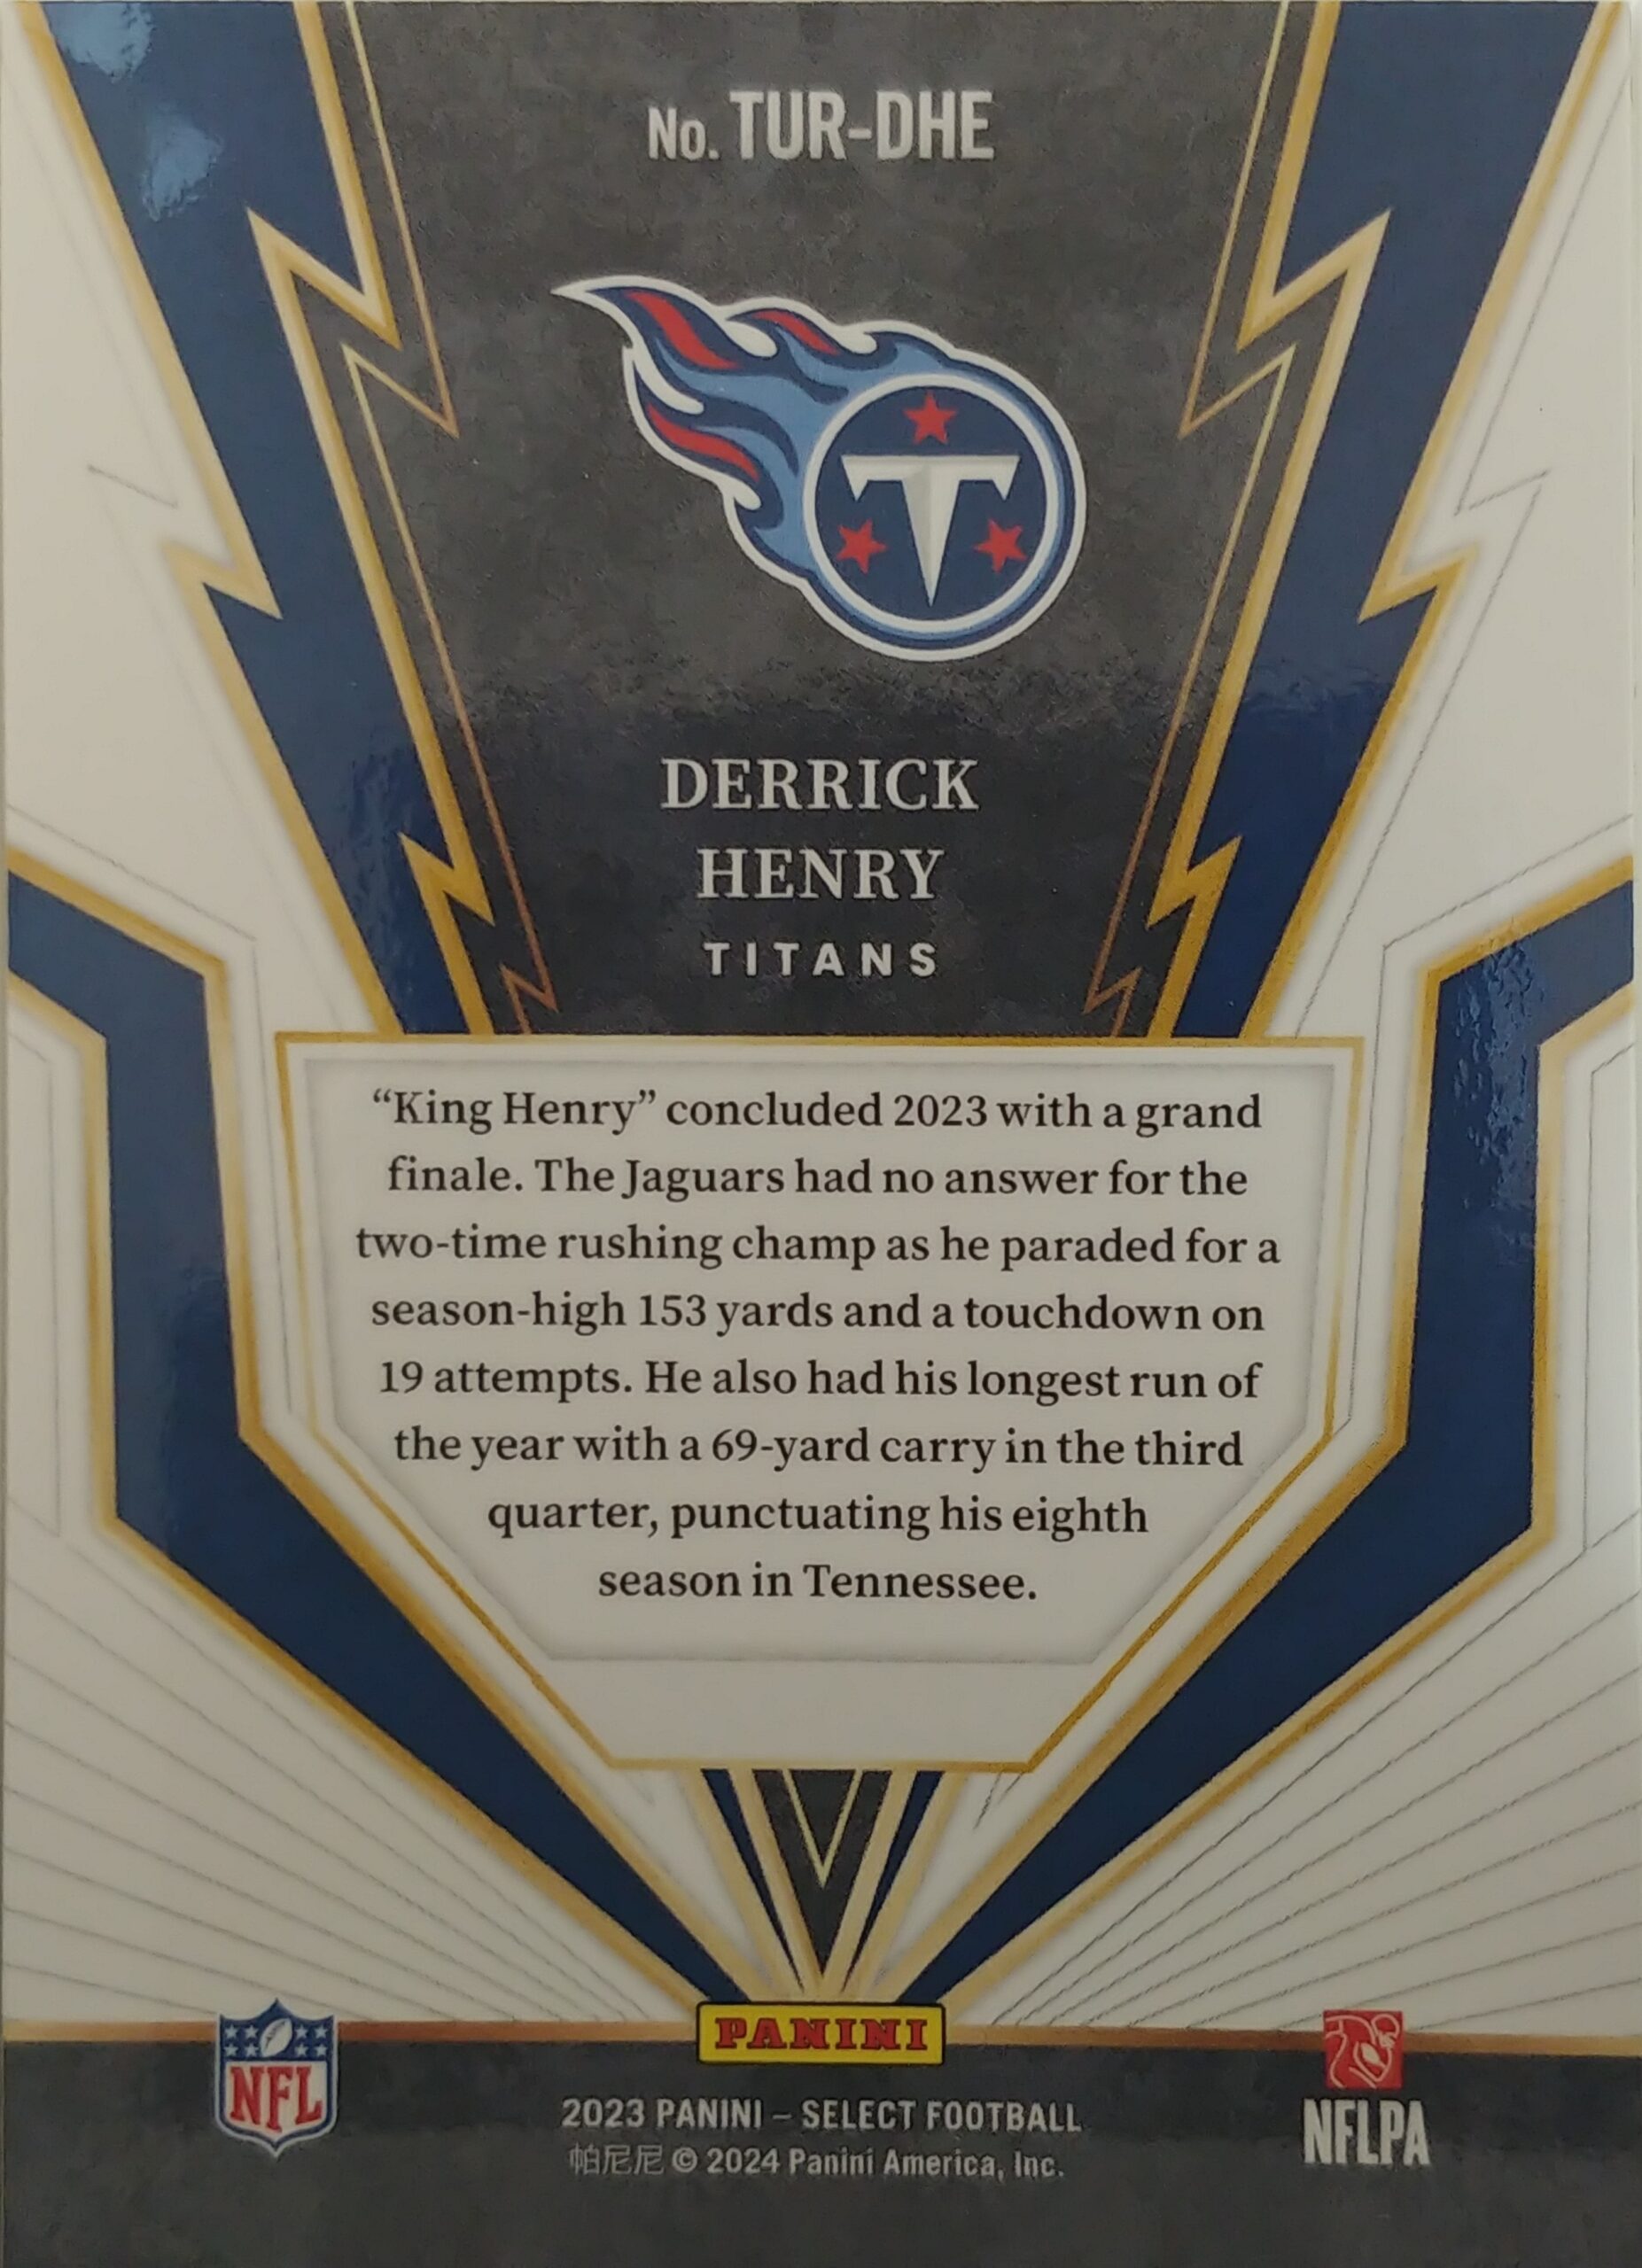 No. TUR-DHE
T
DERRICK
HENRY
TITANS
“King Henry” concluded 2023 with a grand
finale. The Jaguars had no answer for the
two-time rushing champ as he paraded for a
season-high 153 yards and a touchdown on
19 attempts. He also had his longest run of
the year with a 69-yard carry in the third
quarter, punctuating his eighth
season in Tennessee.
PANINI
NFL
2023 PANINI – SELECT FOOTBALL
帕尼尼 © 2024 Panini America, Inc.
NFLPA